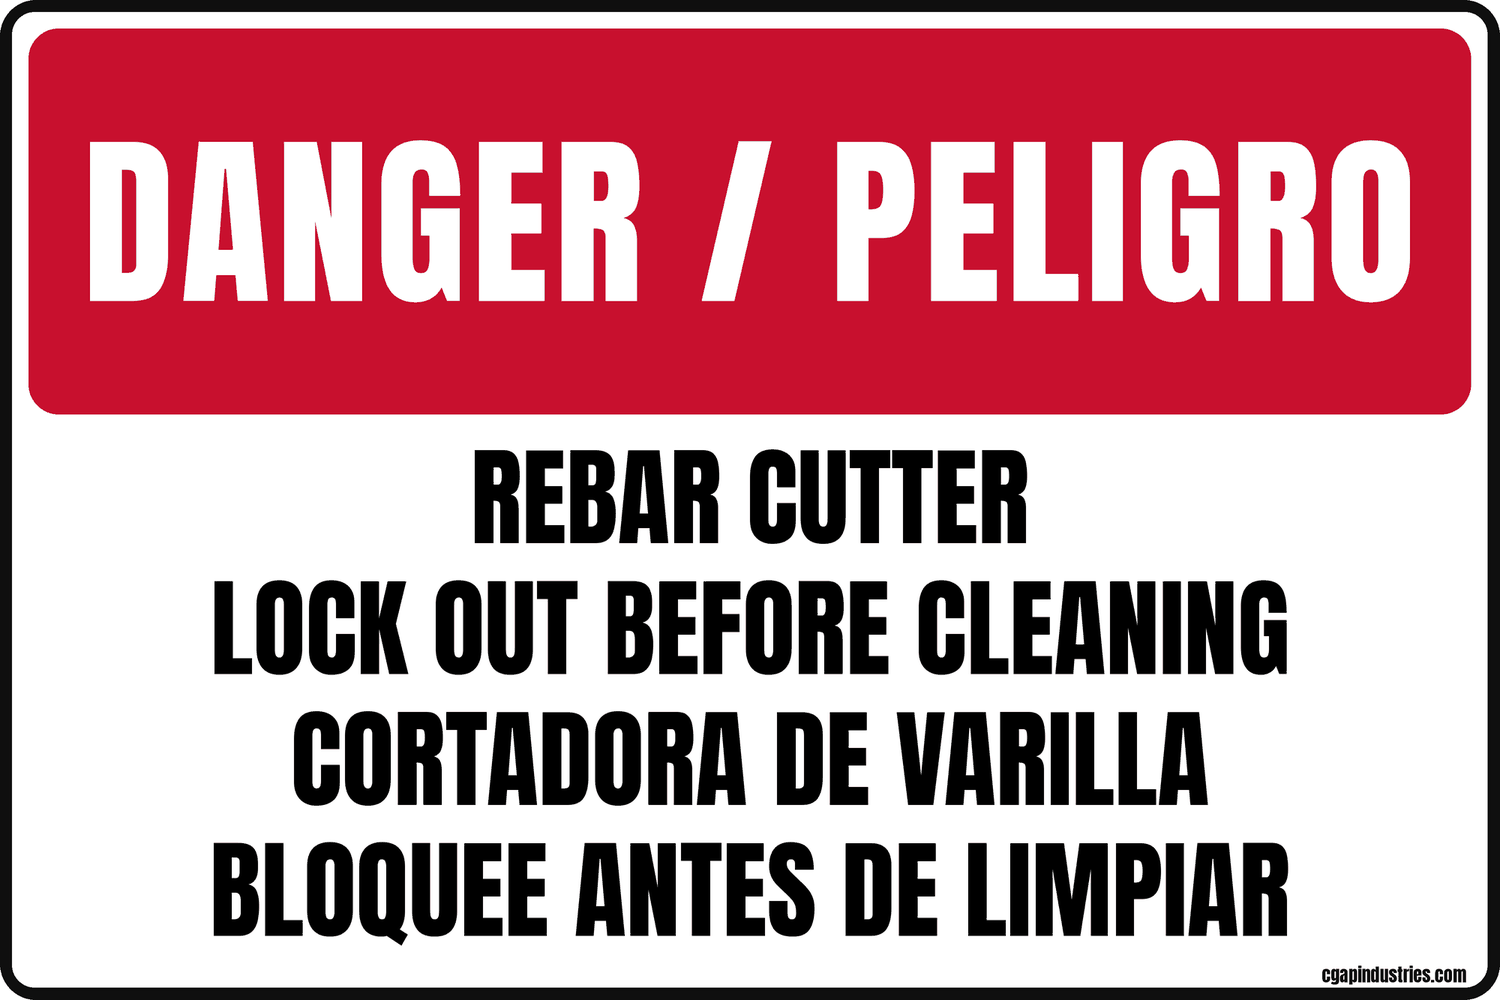 DANGER / PELIGRO
REBAR CUTTER
LOCK OUT BEFORE CLEANING
CORTADORA DE VARILLA
BLOQUEE ANTES DE LIMPIAR
cgapindustries.com